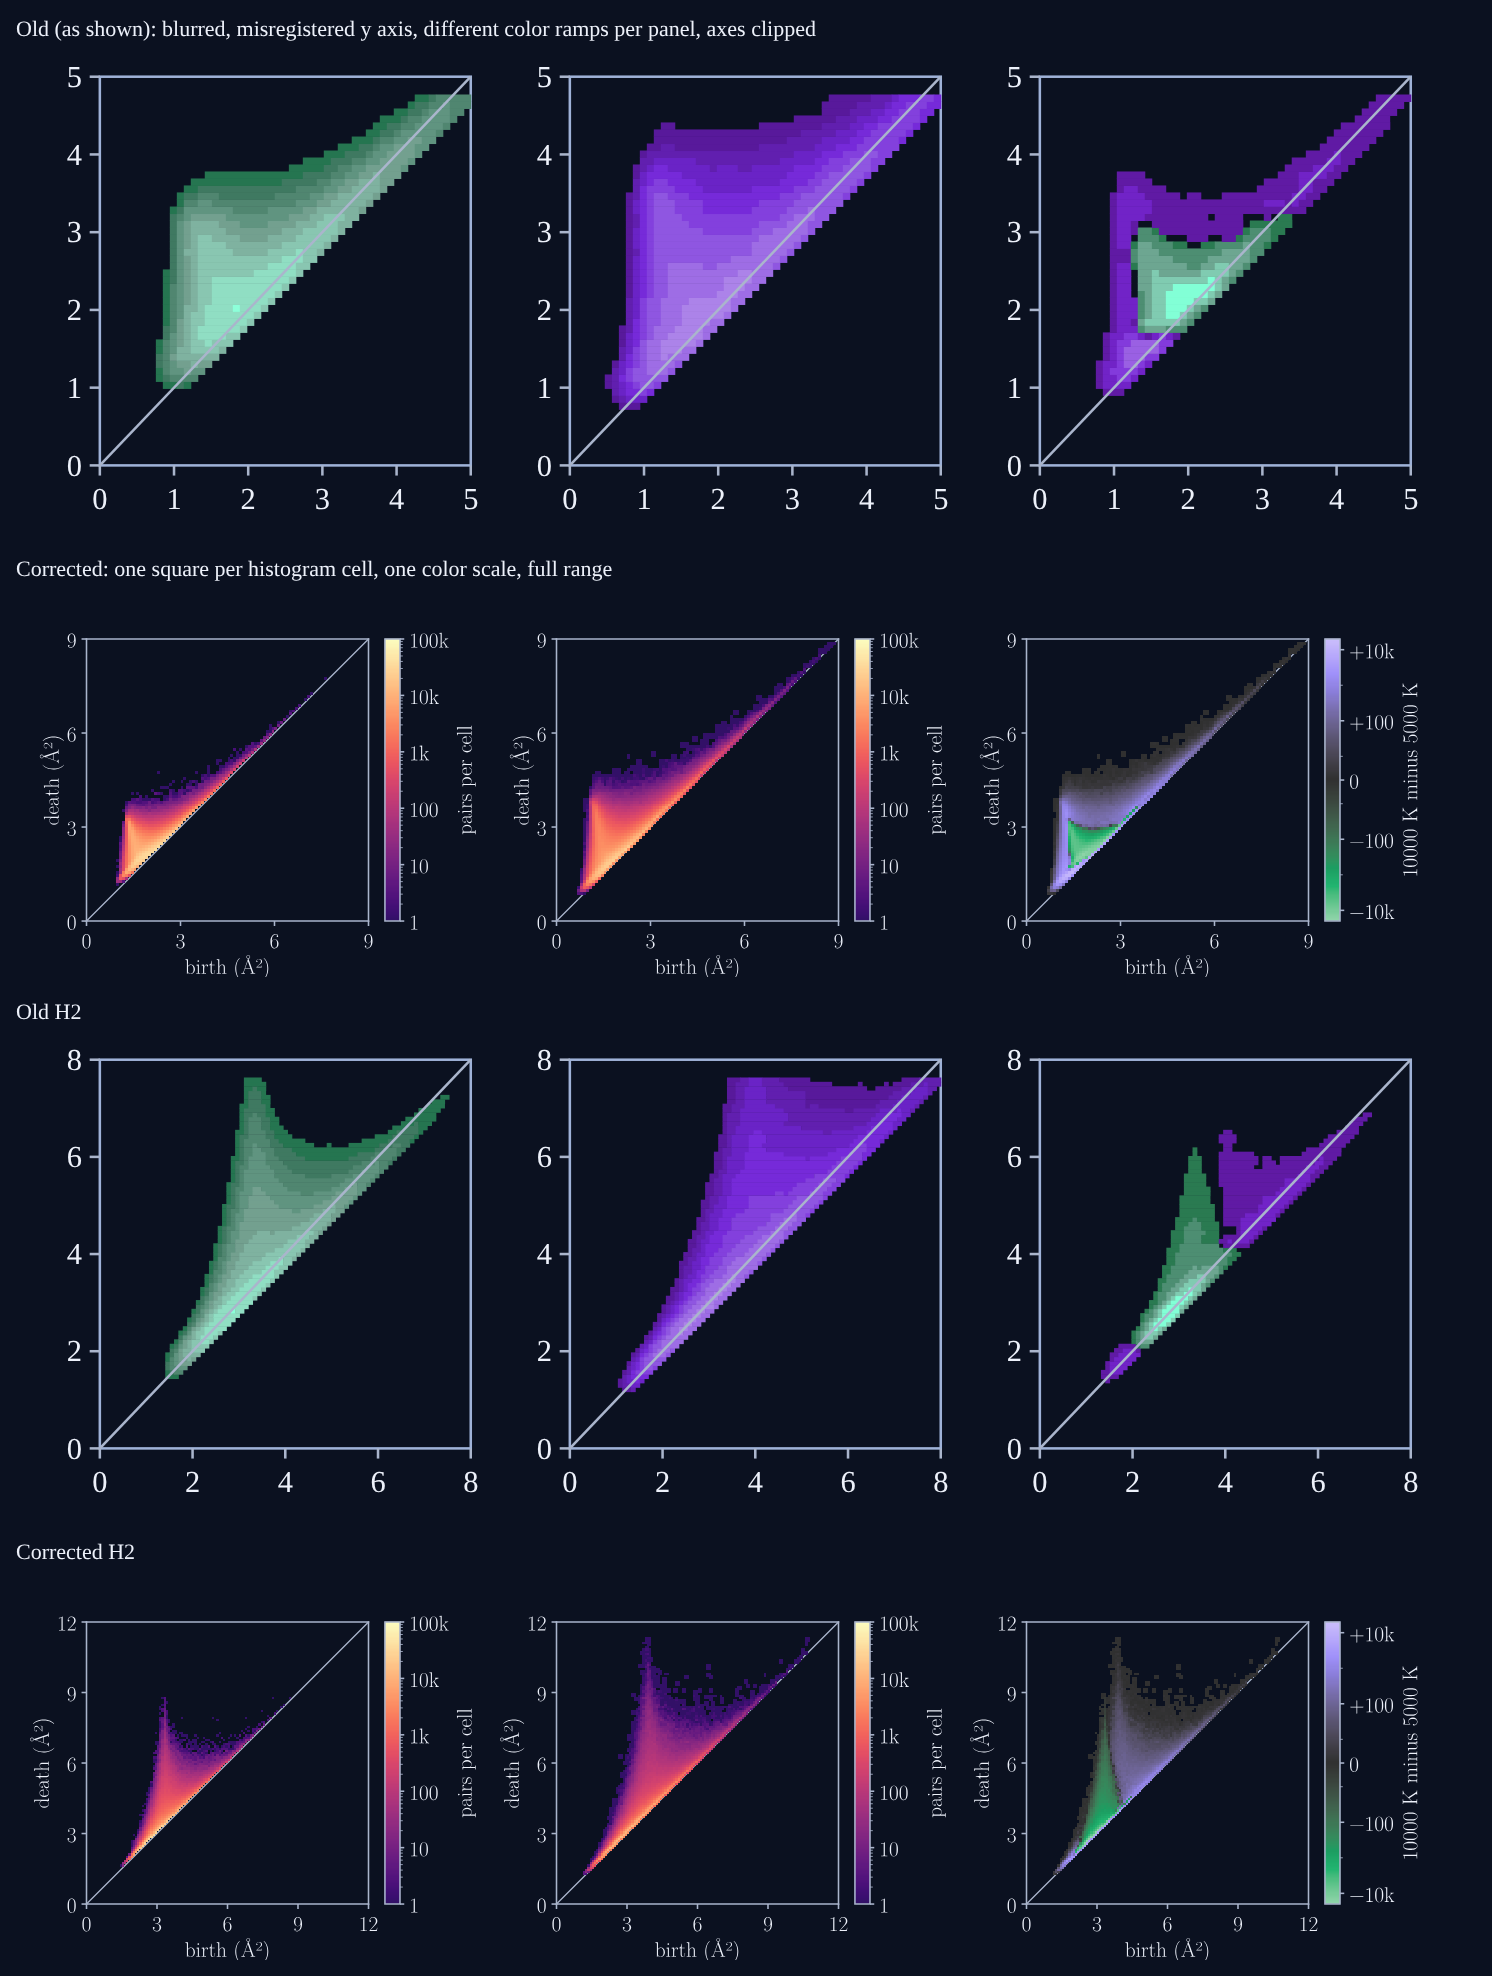 Old (as shown): blurred, misregistered y axis, different color ramps per panel, axes clipped
5 5 5
4 4 4
3 3 3
2 2 2
1 1 1
0 0 0
0 1 2 3 4 5 0 1 2 3 4 5 0 1 2 3 4 5
Corrected: one square per histogram cell, one color scale, full range
9 100k 9 100k 9 +10k
10k 10k
6 1k 6 1k 6 +100
death (Å²) pairs per cell death (Å²) pairs per cell death (Å²) 10000 K minus 5000 K
0
3 100 3 100 3 −100
10 10
0 1 0 1 0 −10k
0 3 6 9 0 3 6 9 0 3 6 9
birth (Å²) birth (Å²) birth (Å²)
Old H2
8 8 8
6 6 6
4 4 4
2 2 2
0 0 0
0 2 4 6 8 0 2 4 6 8 0 2 4 6 8
Corrected H2
12 100k 12 100k 12 +10k
10k 10k
9 9 9 +100
1k 1k
death (Å²) pairs per cell death (Å²) pairs per cell death (Å²) 10000 K minus 5000 K
6 100 6 100 6 0
3 10 3 10 3 −100
0 1 0 1 0 −10k
0 3 6 9 12 0 3 6 9 12 0 3 6 9 12
birth (Å²) birth (Å²) birth (Å²)